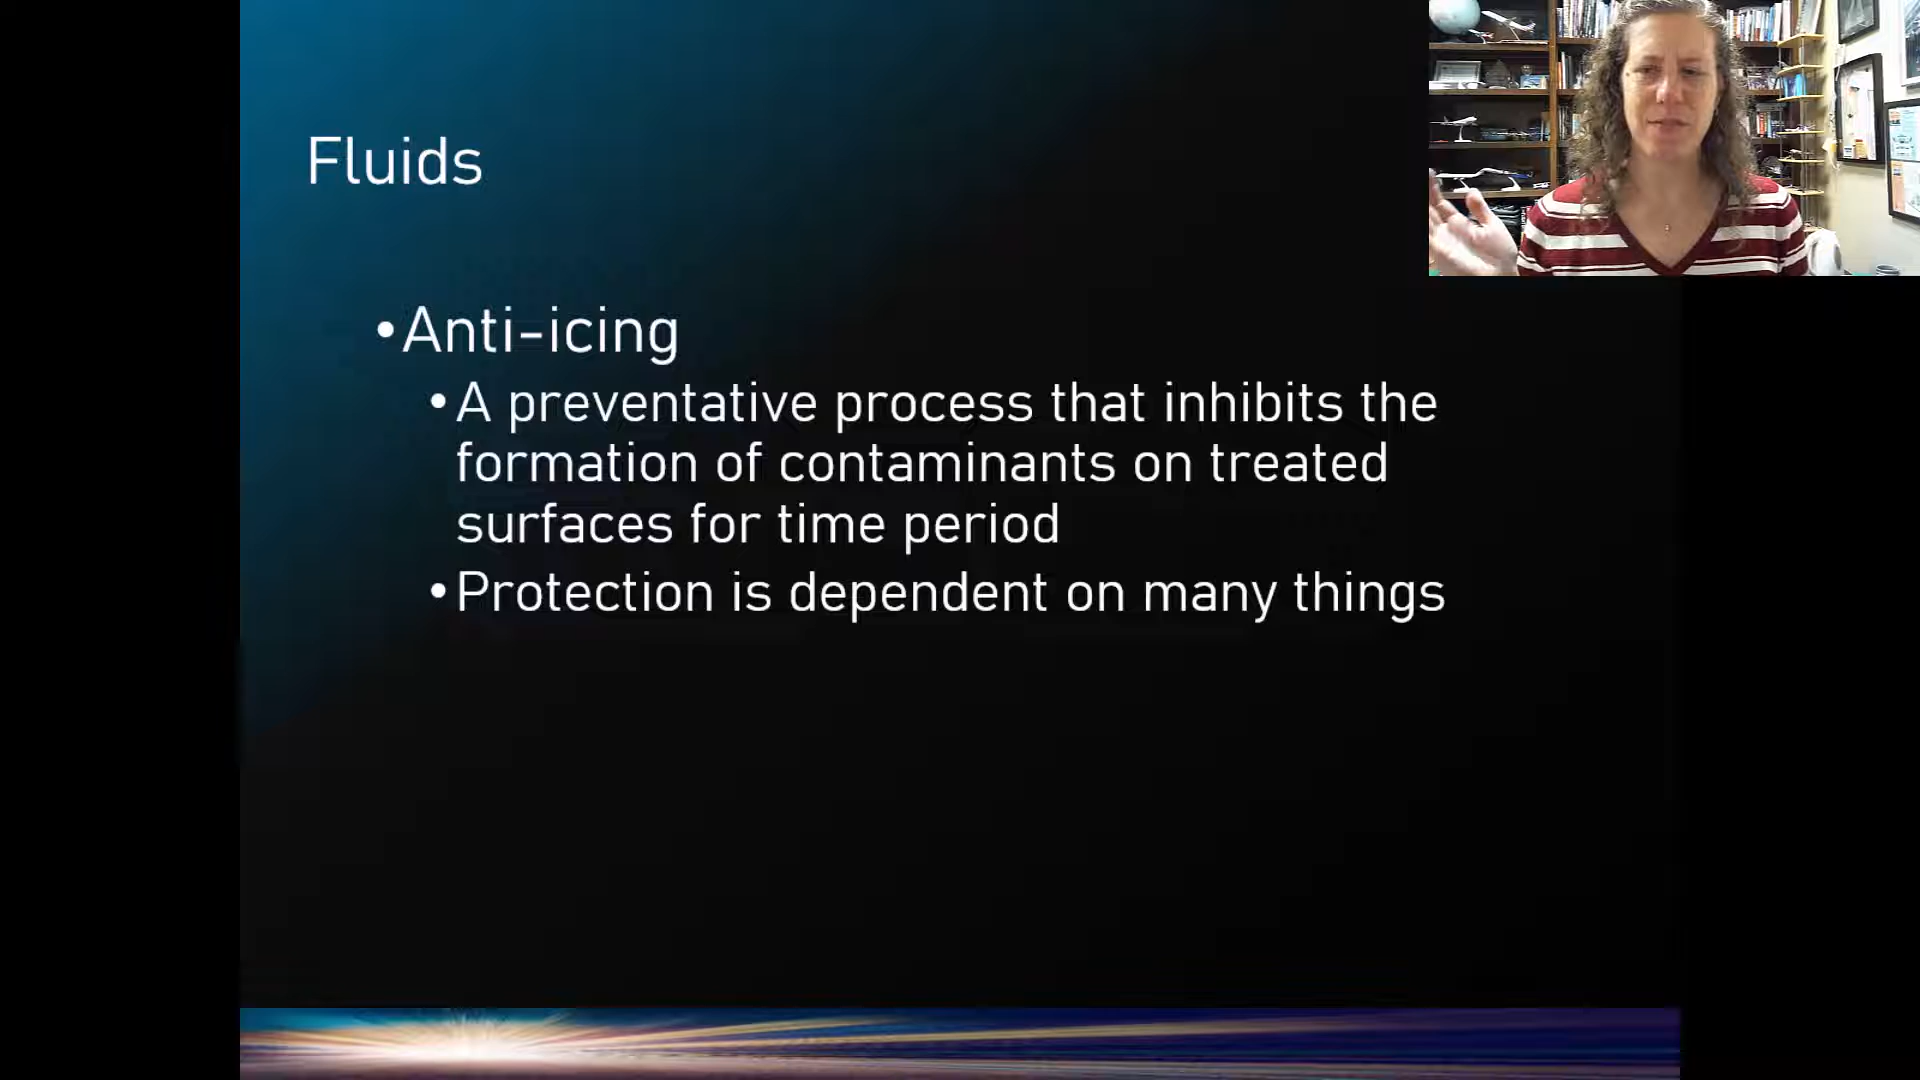 Fluids
•Anti-icing
•A preventative process that inhibits the
formation of contaminants on treated
surfaces for time period
•Protection is dependent on many things